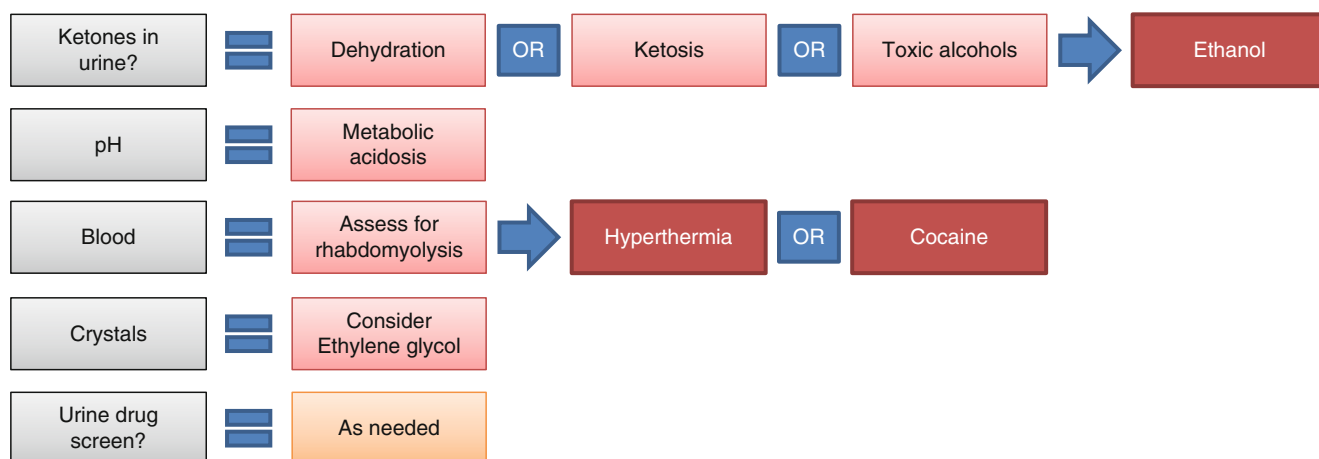 Ketones in
urine?
Dehydration
OR
Ketosis
OR
Toxic alcohols
Ethanol
pH
Metabolic
acidosis
Blood
Assess for
rhabdomyolysis
Hyperthermia
OR
Cocaine
Crystals
Consider
Ethylene glycol
Urine drug
screen?
As needed